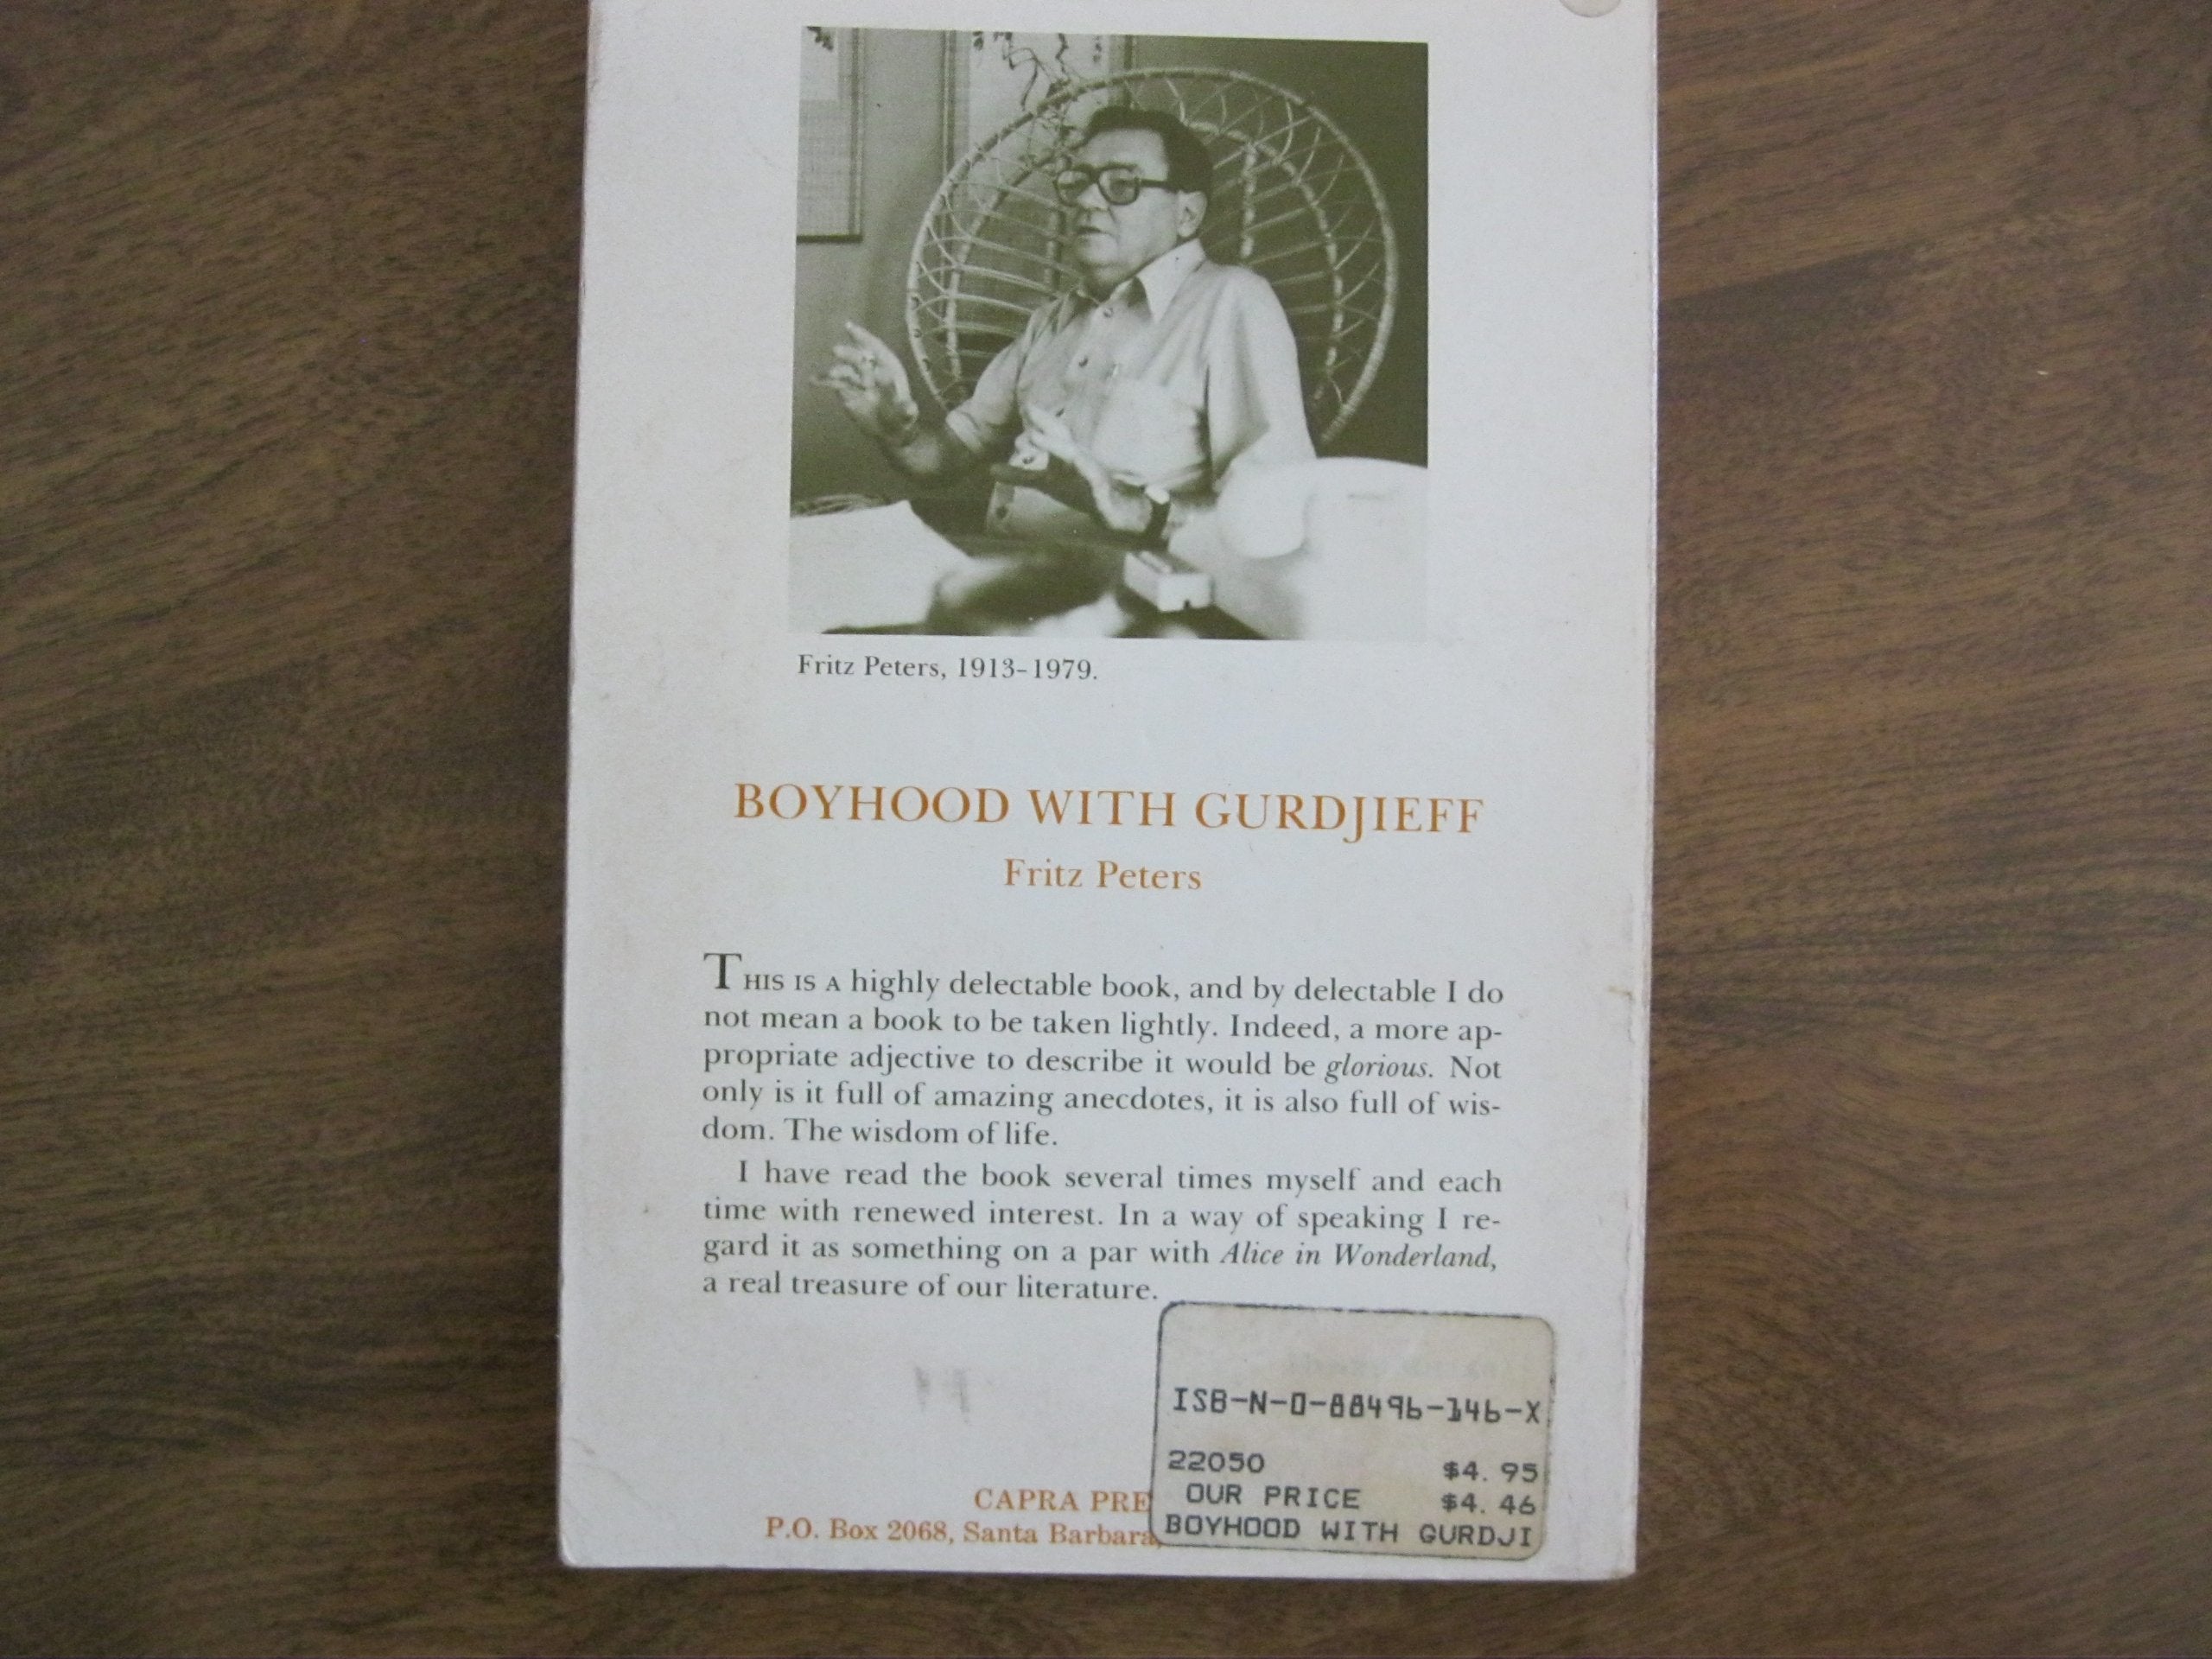 Fritz Peters, 1913-1979.
BOYHOOD WITH GURDJIEFF
Fritz Peters
THIS IS A highly delectable book, and by delectable I do
not mean a book to be taken lightly. Indeed, a more ap-
propriate adjective to describe it would be glorious. Not
only is it full of amazing anecdotes, it is also full of wis-
dom. The wisdom of life.
I have read the book several times myself and each
time with renewed interest. In a way of speaking I re-
gard it as something on a par with Alice in Wonderland,
a real treasure of our literature.
CAPRA PRE
P.O. Box 2068, Santa Barbara,
ISB-N-0-88496-146-X
22050 $4.95
OUR PRICE $4.46
BOYHOOD WITH GURDJI